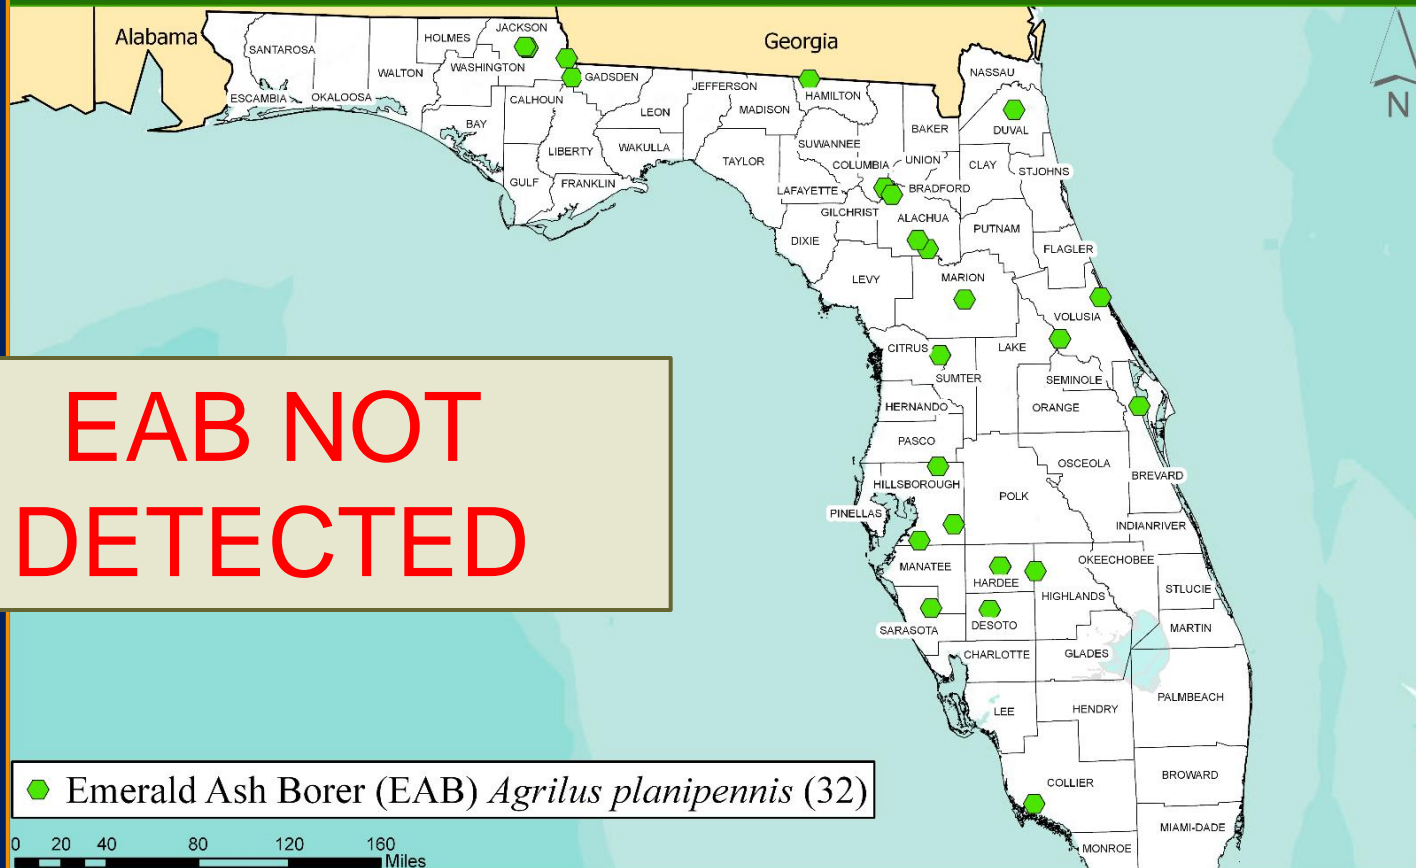 Alabama
Georgia
N
JACKSON
HOLMES
SANTAROSA
WALTON
WASHINGTON
GADSDEN
ESCAMBIA
OKALOOSA
CALHOUN
LEON
JEFFERSON
MADISON
HAMILTON
NASSAU
BAY
LIBERTY
WAKULLA
TAYLOR
SUWANNEE
BAKER
DUVAL
GULF
FRANKLIN
LAFAYETTE
COLUMBIA
UNION
CLAY
STJOHNS
BRADFORD
GILCHRIST
ALACHUA
PUTNAM
DIXIE
FLAGLER
LEVY
MARION
VOLUSIA
CITRUS
LAKE
SUMTER
SEMINOLE
HERNANDO
ORANGE
PASCO
OSCEOLA
HILLSBOROUGH
BREVARD
POLK
PINELLAS
INDIANRIVER
MANATEE
HARDEE
OKEECHOBEE
HIGHLANDS
STLUCIE
SARASOTA
DESOTO
MARTIN
CHARLOTTE
GLADES
LEE
HENDRY
PALMBEACH
COLLIER
BROWARD
MIAMI-DADE
MONROE
EAB NOT
DETECTED
Emerald Ash Borer (EAB) Agrilus planipennis (32)
0 20 40 80 120 160
Miles